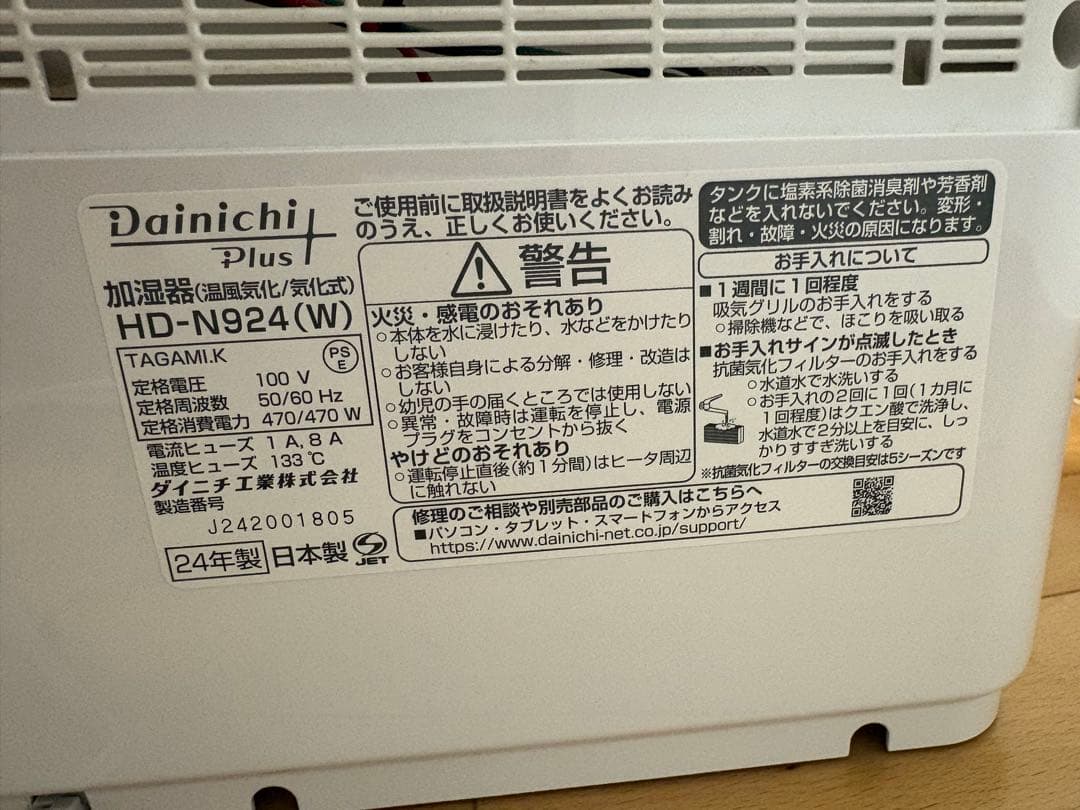 Dainichi
Plus
加湿器(温風気化/気化式)
HD-N924(W)
TAGAMI.K
PS
E
定格電圧 100 V
定格周波数 50/60 Hz
定格消費電力 470/470 W
電流ヒューズ 1 A, 8 A
温度ヒューズ 133 ℃
ダイニチ工業株式会社
製造番号
J242001805
24年製 日本製 JET
ご使用前に取扱説明書をよくお読み
のうえ、正しくお使いください。
警告
火災・感電のおそれあり
○本体を水に浸けたり、水などをかけたり
しない
○お客様自身による分解・修理・改造は
しない
○幼児の手の届くところでは使用しない
○異常・故障時は運転を停止し、電源
プラグをコンセントから抜く
やけどのおそれあり
○運転停止直後(約1分間)はヒータ周辺
に触れない
タンクに塩素系除菌消臭剤や芳香剤
などを入れないでください。変形・
割れ・故障・火災の原因になります。
お手入れについて
■1週間に1回程度
吸気グリルのお手入れをする
○掃除機などで、ほこりを吸い取る
■お手入れサインが点滅したとき
抗菌気化フィルターのお手入れをする
○水道水で水洗いする
○お手入れの2回に1回(1カ月に
1回程度)はクエン酸で洗浄し、
水道水で2分以上を目安に、しっ
かりすすぎ洗いする
※抗菌気化フィルターの交換目安は5シーズンです
修理のご相談や別売部品のご購入はこちらへ
■パソコン・タブレット・スマートフォンからアクセス
https://www.dainichi-net.co.jp/support/